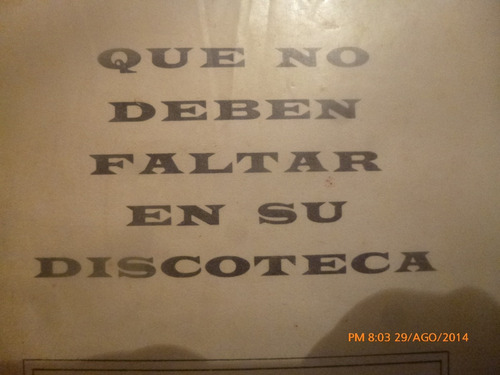 QUE NO
DEBEN
FALTAR
EN SU
DISCOTECA
PM 8:03 29/AGO/2014